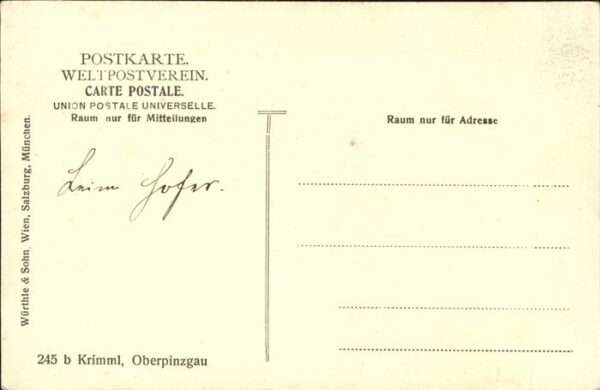 POSTKARTE.
WELTPOSTVEREIN.
CARTE POSTALE.
UNION POSTALE UNIVERSELLE.
Raum nur für Mitteilungen
Raum nur für Adresse
Beim Hofer.
Würthle & Sohn, Wien, Salzburg, München.
245 b Krimml, Oberpinzgau